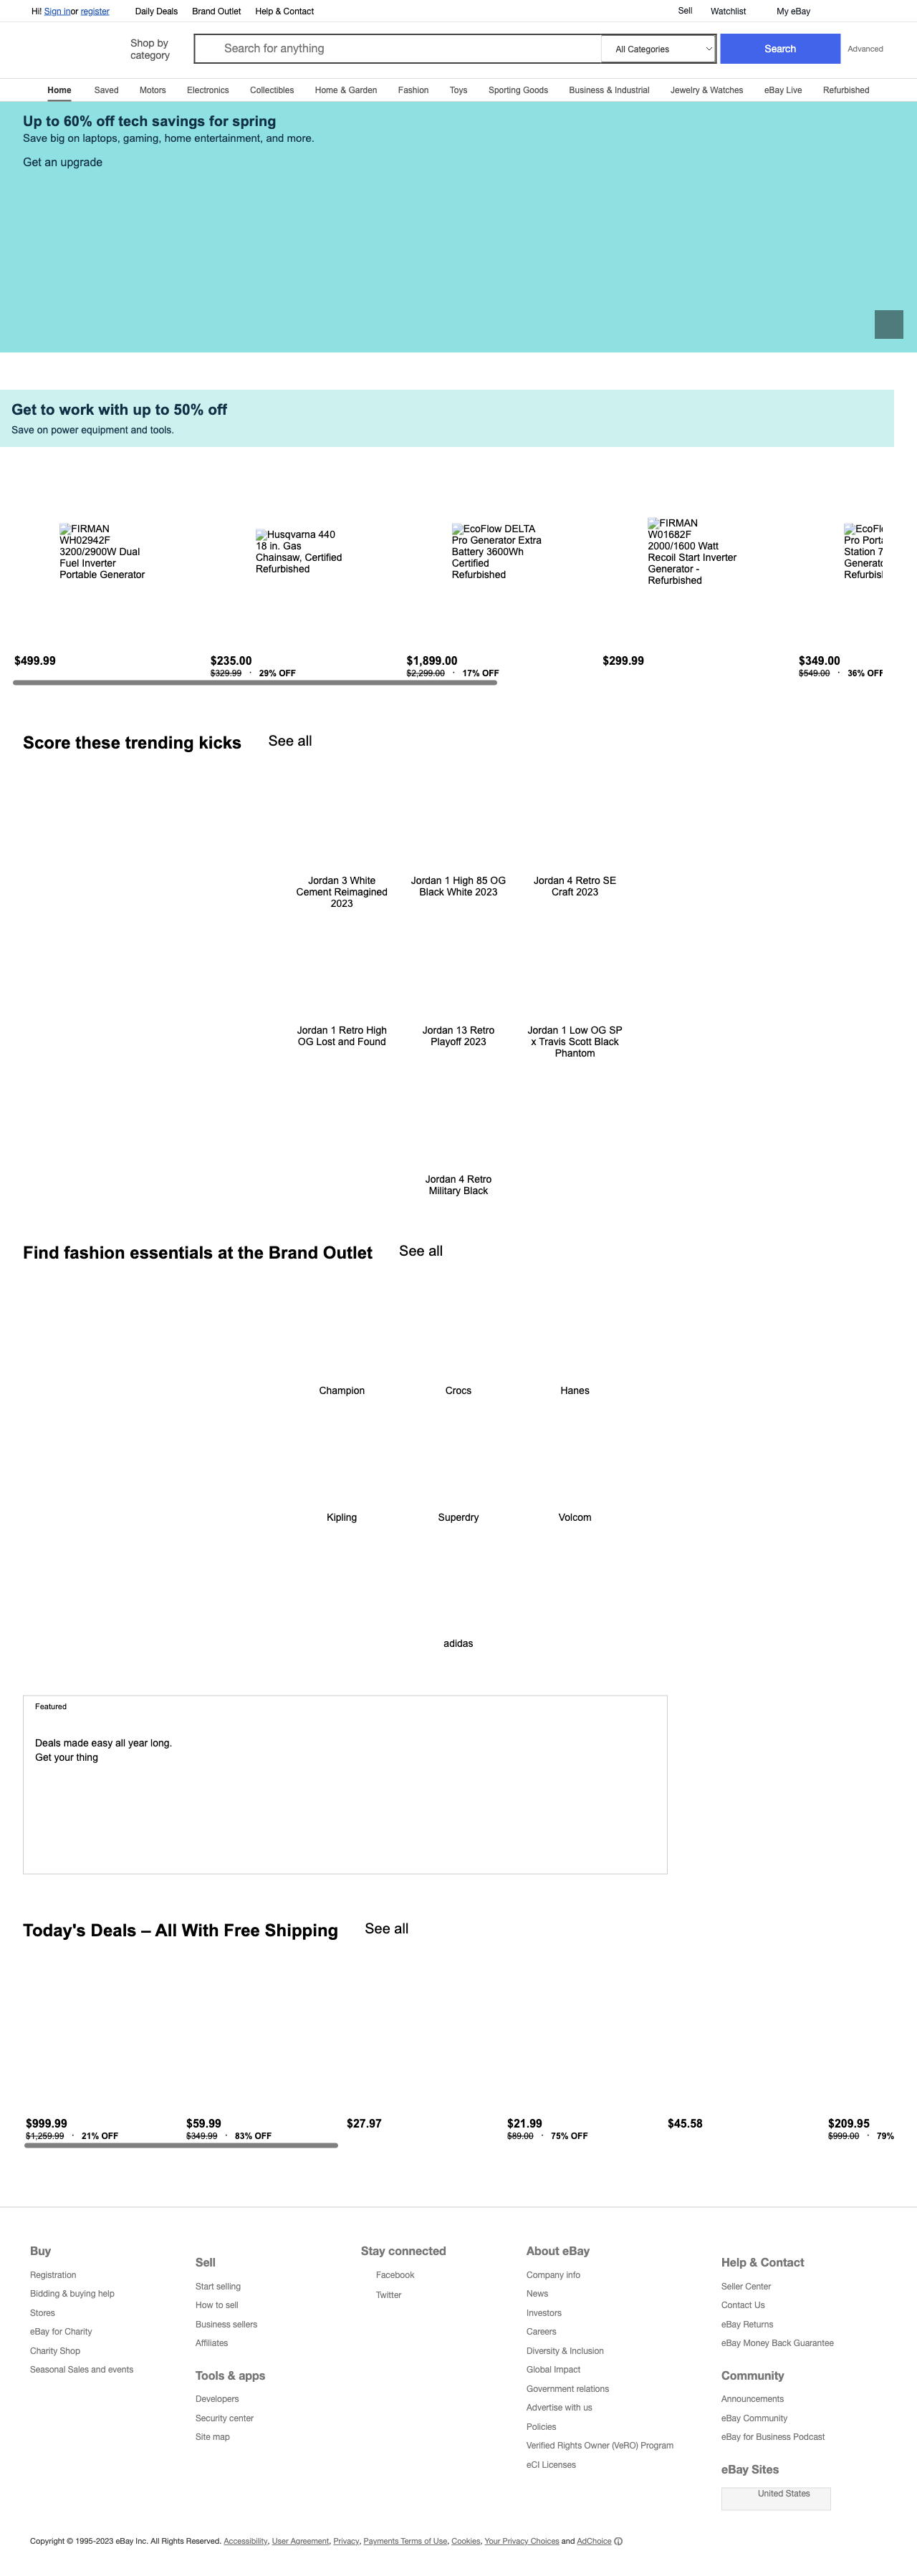 Hi! Sign in or register Daily Deals Brand Outlet Help & Contact Sell Watchlist My eBay
Shop by category
Search for anything All Categories Search Advanced
Home Saved Motors Electronics Collectibles Home & Garden Fashion Toys Sporting Goods Business & Industrial Jewelry & Watches eBay Live Refurbished
Up to 60% off tech savings for spring
Save big on laptops, gaming, home entertainment, and more.
Get an upgrade
Get to work with up to 50% off
Save on power equipment and tools.
FIRMAN
WH02942F
3200/2900W Dual
Fuel Inverter
Portable Generator
Husqvarna 440
18 in. Gas
Chainsaw, Certified
Refurbished
EcoFlow DELTA
Pro Generator Extra
Battery 3600Wh
Certified
Refurbished
FIRMAN
W01682F
2000/1600 Watt
Recoil Start Inverter
Generator -
Refurbished
Pro Port
Station 7
$499.99
$235.00
$329.99 · 29% OFF
$1,899.00
$2,299.00 · 17% OFF
$299.99
$349.00
$549.00 · 36% OFF
Score these trending kicks See all
Jordan 3 White
Cement Reimagined
2023
Jordan 1 High 85 OG
Black White 2023
Jordan 4 Retro SE
Craft 2023
Jordan 1 Retro High
OG Lost and Found
Jordan 13 Retro
Playoff 2023
Jordan 1 Low OG SP
x Travis Scott Black
Phantom
Jordan 4 Retro
Military Black
Find fashion essentials at the Brand Outlet See all
Champion Crocs Hanes
Kipling Superdry Volcom
adidas
Featured
Deals made easy all year long.
Get your thing
Today's Deals – All With Free Shipping See all
$999.99
$1,259.99 · 21% OFF
$59.99
$349.99 · 83% OFF
$27.97
$21.99
$89.00 · 75% OFF
$45.58
$209.95
$999.00 · 79%
Buy
Registration
Bidding & buying help
Stores
eBay for Charity
Charity Shop
Seasonal Sales and events
Sell
Start selling
How to sell
Business sellers
Affiliates
Tools & apps
Developers
Security center
Site map
Stay connected
Facebook
Twitter
About eBay
Company info
News
Investors
Careers
Diversity & Inclusion
Global Impact
Government relations
Advertise with us
Policies
Verified Rights Owner (VeRO) Program
eCI Licenses
Help & Contact
Seller Center
Contact Us
eBay Returns
eBay Money Back Guarantee
Community
Announcements
eBay Community
eBay for Business Podcast
eBay Sites
United States
Copyright © 1995-2023 eBay Inc. All Rights Reserved. Accessibility, User Agreement, Privacy, Payments Terms of Use, Cookies, Your Privacy Choices and AdChoice